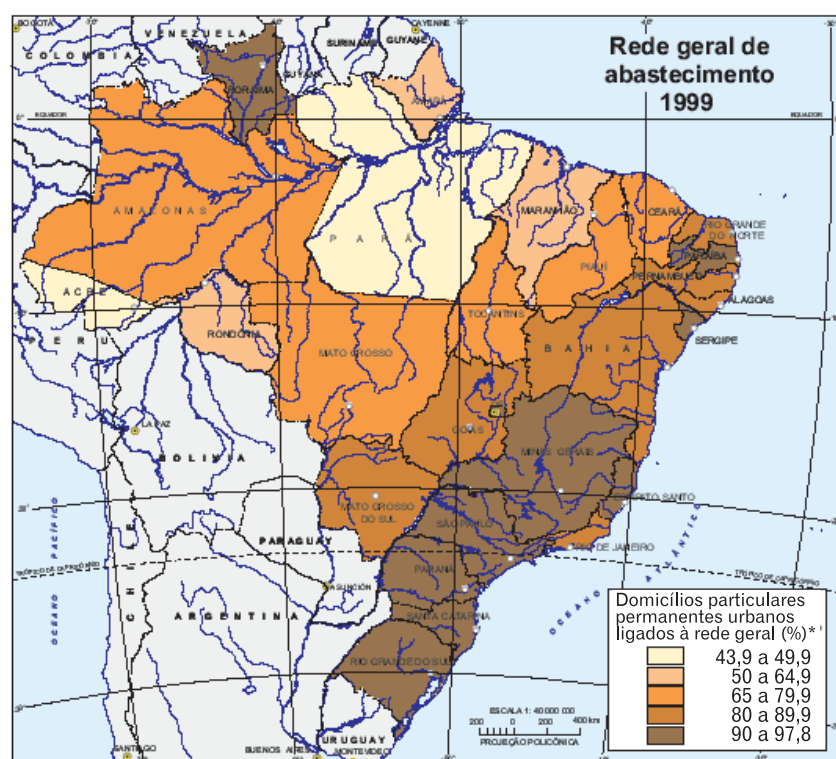 BOGOTÁ
VENEZUELA
CAYENNE
COLOMBIA
SURINAME
GUYANE
GUYANA
Rede geral de
abastecimento
1999
RORAIMA
AMAPÁ
EQUADOR
EQUADOR
AMAZONAS
PARÁ
MARANHÃO
CEARÁ
RIO GRANDE
DO NORTE
PARAÍBA
PIAUÍ
PERNAMBUCO
ACRE
ALAGOAS
TOCANTINS
SERGIPE
PERU
RONDÔNIA
MATO GROSSO
BAHIA
LA PAZ
GOIÁS
BOLIVIA
MINAS GERAIS
MATO GROSSO
DO SUL
ESPÍRITO SANTO
SÃO PAULO
PARAGUAY
RIO DE JANEIRO
OCEANO PACÍFICO
CHILE
TRÓPICO DE CAPRICÓRNIO
TRÓPICO DE CAPRICÓRNIO
PARANÁ
ASUNCIÓN
OCEANO ATLÂNTICO
SANTA CATARINA
ARGENTINA
RIO GRANDE DO SUL
Domicílios particulares
permanentes urbanos
ligados à rede geral (%)*
43,9 a 49,9
50 a 64,9
65 a 79,9
80 a 89,9
90 a 97,8
ESCALA 1: 40 000 000
200 0 200 400 km
PROJEÇÃO POLICÔNICA
URUGUAY
SANTIAGO
BUENOS AIRES
MONTEVIDEO